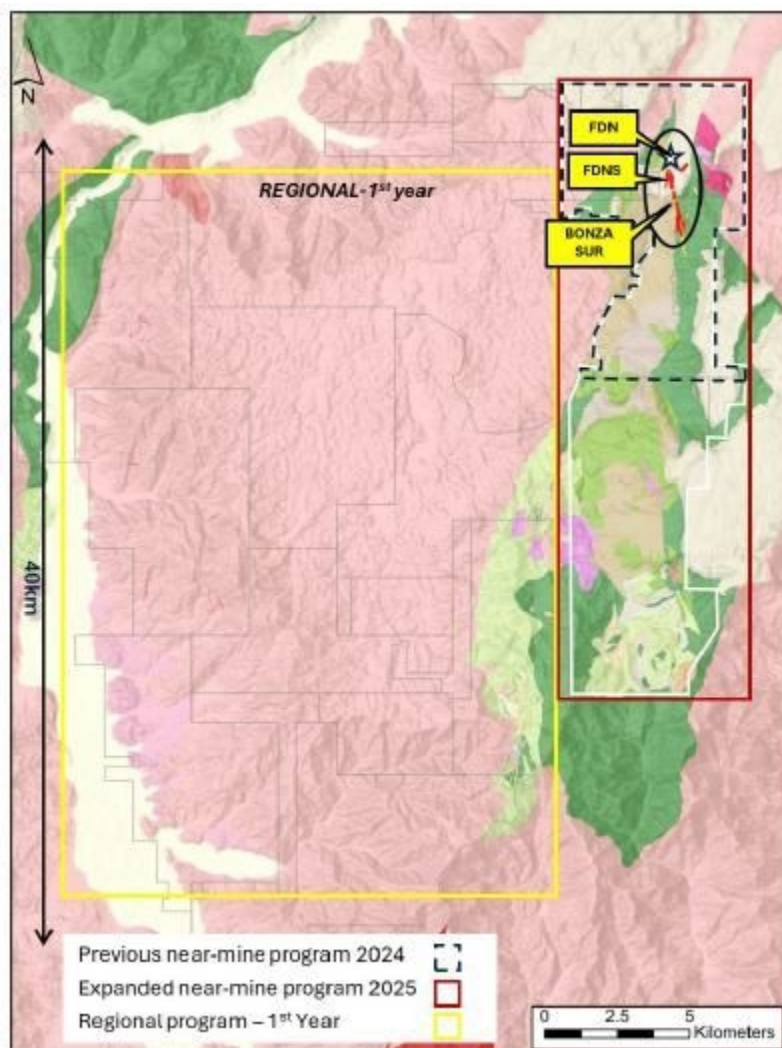 N
REGIONAL-1st year
FDN
FDNS
BONZA
SUR
40km
Previous near-mine program 2024
Expanded near-mine program 2025
Regional program – 1st Year
0 2.5 5
Kilometers